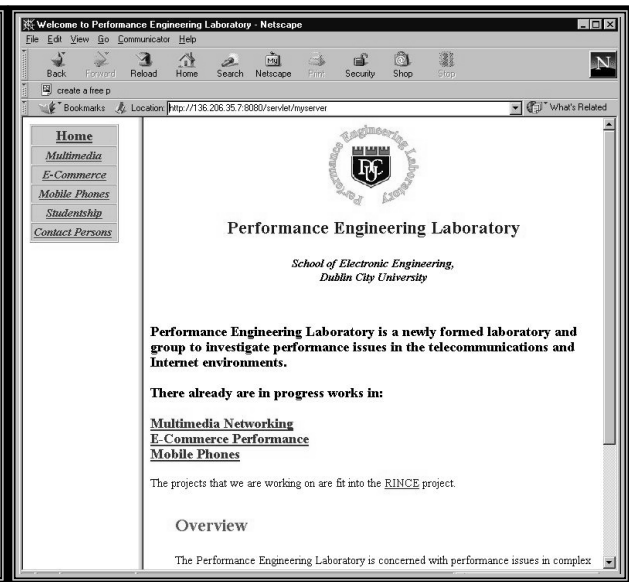 Welcome to Performance Engineering Laboratory - Netscape
File Edit View Go Communicator Help
Back Forward Reload Home Search Netscape Print Security Shop Stop
My
N
create a free p
Bookmarks Location: http://136.206.35.7:8080/servlet/myserver What's Related
Home
Multimedia
E-Commerce
Mobile Phones
Studentship
Contact Persons
Performance Engineering Laboratory
DCU
Performance Engineering Laboratory
School of Electronic Engineering,
Dublin City University
Performance Engineering Laboratory is a newly formed laboratory and
group to investigate performance issues in the telecommunications and
Internet environments.
There already are in progress works in:
Multimedia Networking
E-Commerce Performance
Mobile Phones
The projects that we are working on are fit into the RINCE project.
Overview
The Performance Engineering Laboratory is concerned with performance issues in complex